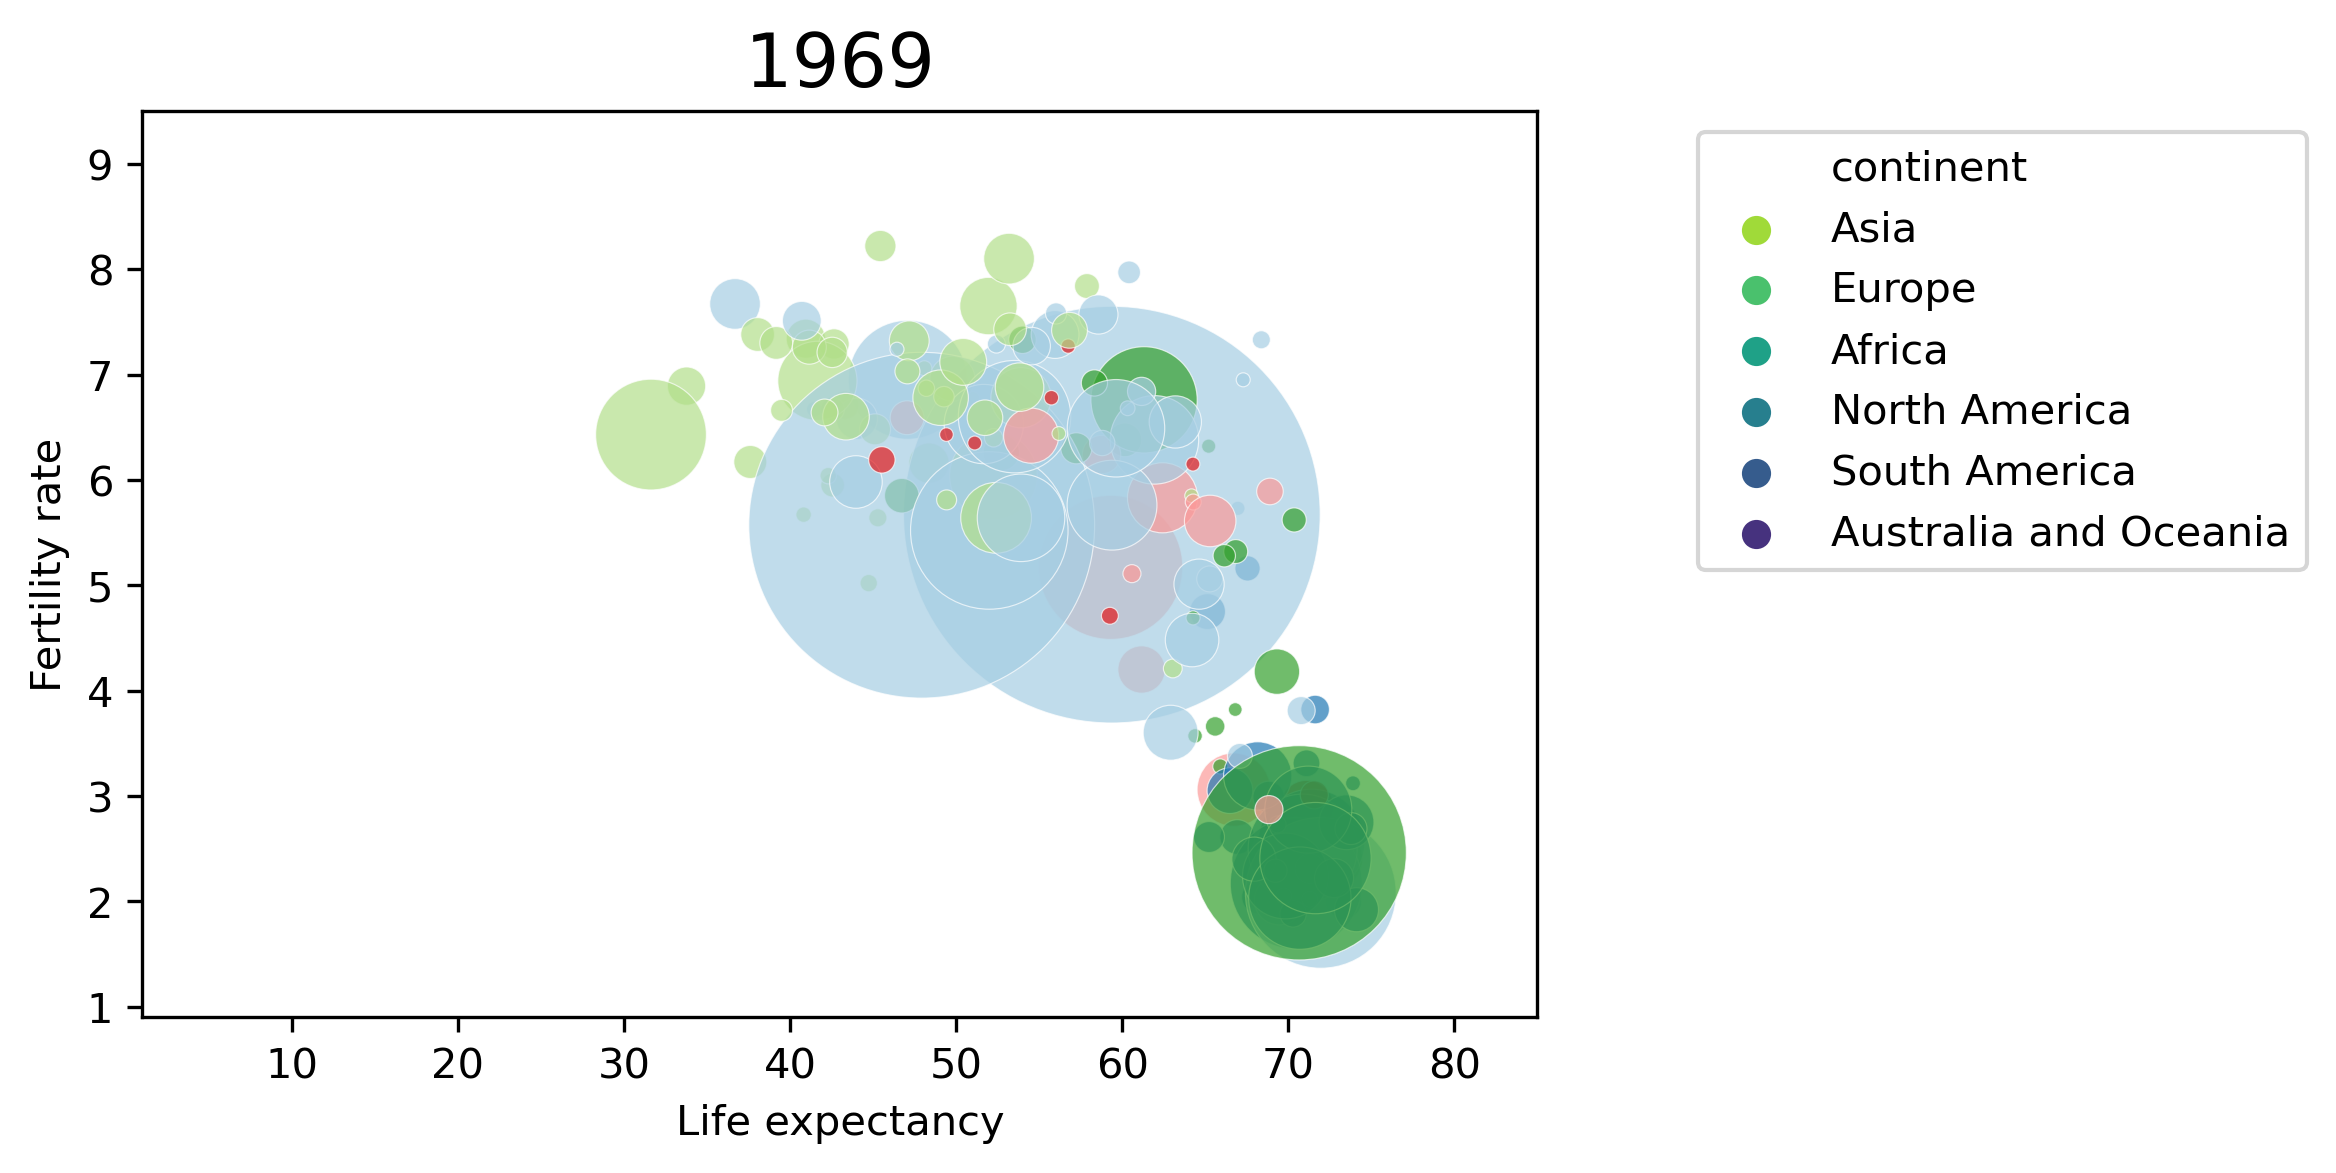 1969
9
8
7
6
5
4
3
2
1
Fertility rate
10 20 30 40 50 60 70 80
Life expectancy
continent
Asia
Europe
Africa
North America
South America
Australia and Oceania